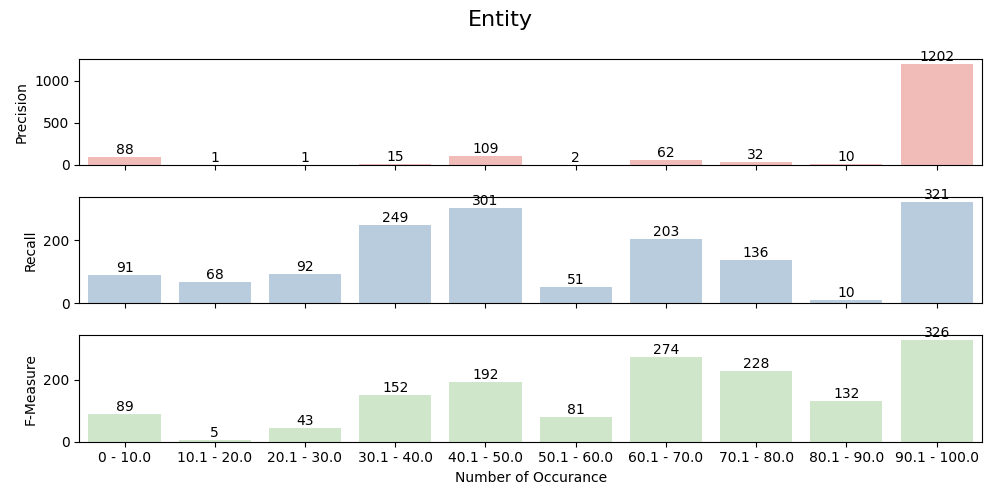 Entity
Precision
1000
500
0
88 1 1 15 109 2 62 32 10 1202
Recall
200
0
91 68 92 249 301 51 203 136 10 321
F-Measure
200
0
89 5 43 152 192 81 274 228 132 326
0 - 10.0 10.1 - 20.0 20.1 - 30.0 30.1 - 40.0 40.1 - 50.0 50.1 - 60.0 60.1 - 70.0 70.1 - 80.0 80.1 - 90.0 90.1 - 100.0
Number of Occurance